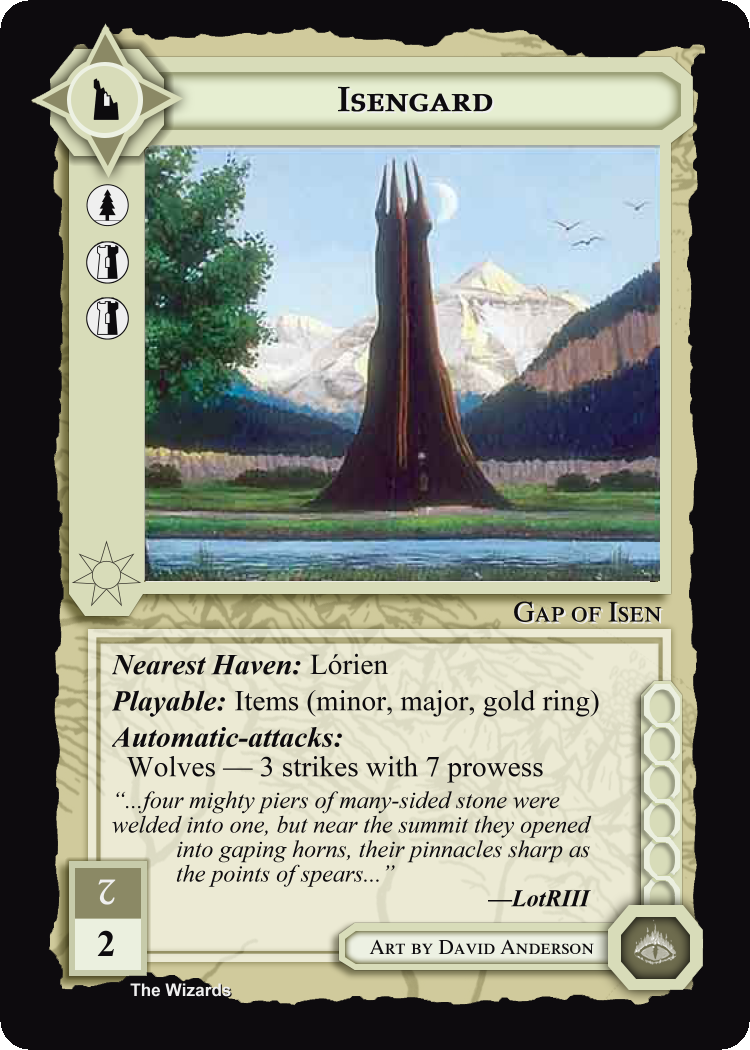 Isengard
Gap of Isen
Nearest Haven: Lórien
Playable: Items (minor, major, gold ring)
Automatic-attacks:
Wolves — 3 strikes with 7 prowess
“...four mighty piers of many-sided stone were
welded into one, but near the summit they opened
into gaping horns, their pinnacles sharp as
the points of spears...”
—LotRIII
2
2
Art by David Anderson
The Wizards